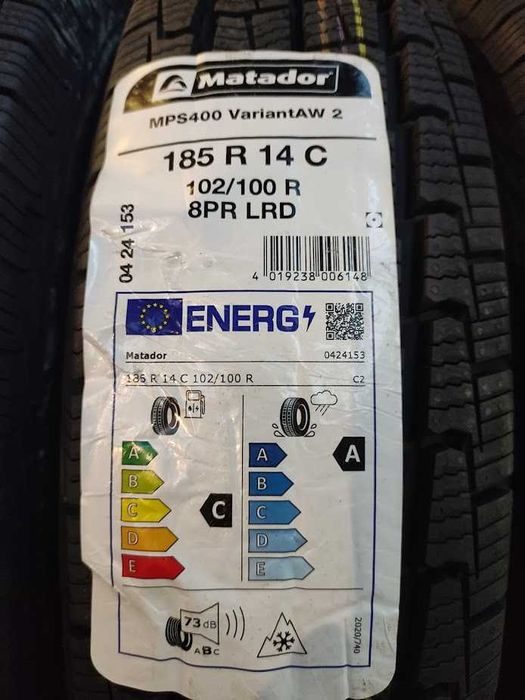 Matador
MPS400 VariantAW 2
185 R 14 C
102/100 R
8PR LRD
04 24 153
4 019238 006148
ENERG
Matador 0424153
185 R 14 C 102/100 R C2
A A A
B B
C C C
D D
E E
73 dB
ABC
2020/740